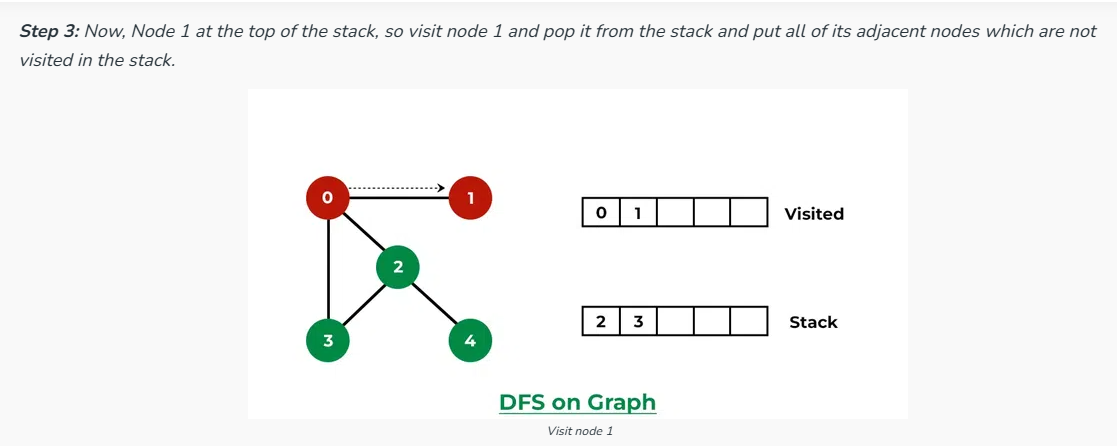 Step 3: Now, Node 1 at the top of the stack, so visit node 1 and pop it from the stack and put all of its adjacent nodes which are not
visited in the stack.
0
1
0 1
Visited
2
2 3
Stack
3
4
DFS on Graph
Visit node 1